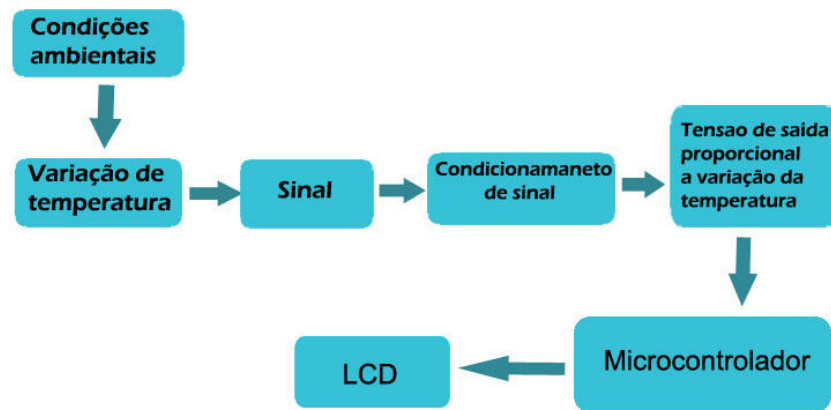 Condições
ambientais
Variação de
temperatura
Sinal
Condicionamaneto
de sinal
Tensao de saida
proporcional
a variação da
temperatura
Microcontrolador
LCD